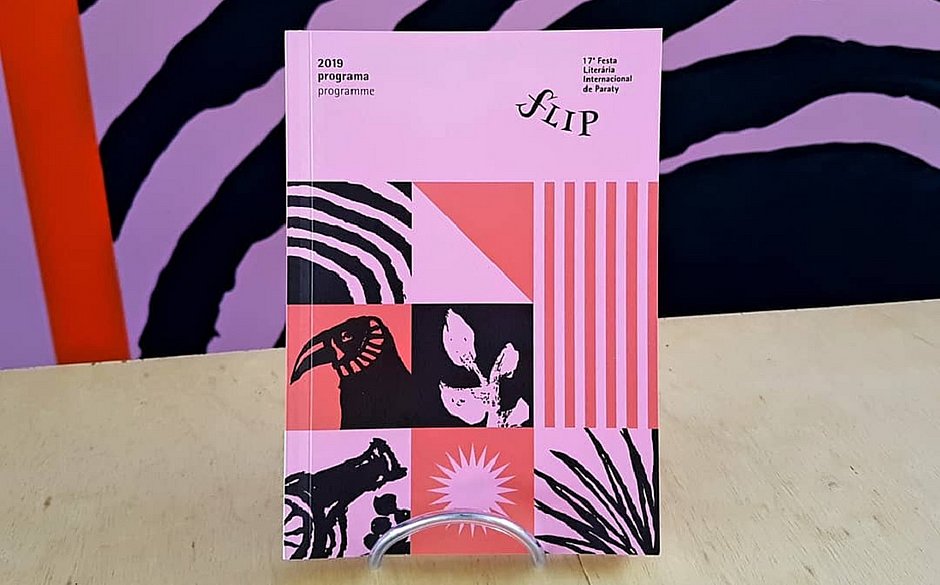 2019
programa
programme
17ª Festa
Literária
Internacional
de Paraty
FLIP